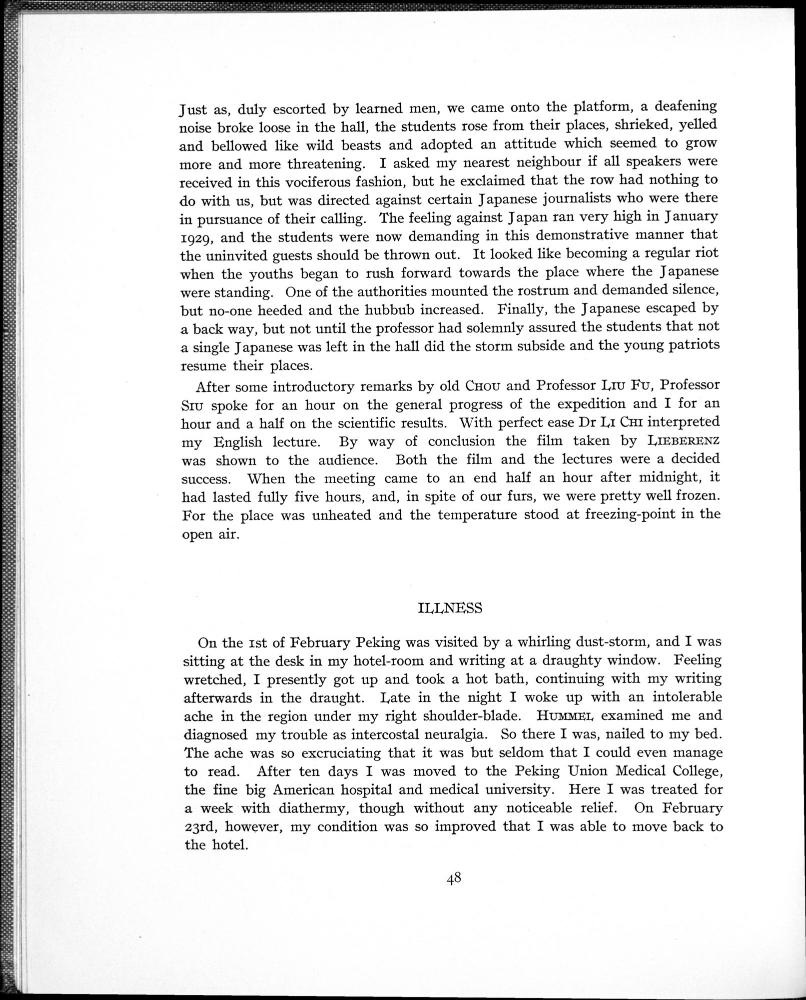 Just as, duly escorted by learned men, we came onto the platform, a deafening
noise broke loose in the hall, the students rose from their places, shrieked, yelled
and bellowed like wild beasts and adopted an attitude which seemed to grow
more and more threatening. I asked my nearest neighbour if all speakers were
received in this vociferous fashion, but he exclaimed that the row had nothing to
do with us, but was directed against certain Japanese journalists who were there
in pursuance of their calling. The feeling against Japan ran very high in January
1929, and the students were now demanding in this demonstrative manner that
the uninvited guests should be thrown out. It looked like becoming a regular riot
when the youths began to rush forward towards the place where the Japanese
were standing. One of the authorities mounted the rostrum and demanded silence,
but no-one heeded and the hubbub increased. Finally, the Japanese escaped by
a back way, but not until the professor had solemnly assured the students that not
a single Japanese was left in the hall did the storm subside and the young patriots
resume their places.
After some introductory remarks by old CHOU and Professor LIU FU, Professor
SIU spoke for an hour on the general progress of the expedition and I for an
hour and a half on the scientific results. With perfect ease Dr LI CHI interpreted
my English lecture. By way of conclusion the film taken by LIEBERENZ
was shown to the audience. Both the film and the lectures were a decided
success. When the meeting came to an end half an hour after midnight, it
had lasted fully five hours, and, in spite of our furs, we were pretty well frozen.
For the place was unheated and the temperature stood at freezing-point in the
open air.
ILLNESS
On the 1st of February Peking was visited by a whirling dust-storm, and I was
sitting at the desk in my hotel-room and writing at a draughty window. Feeling
wretched, I presently got up and took a hot bath, continuing with my writing
afterwards in the draught. Late in the night I woke up with an intolerable
ache in the region under my right shoulder-blade. HUMMEL examined me and
diagnosed my trouble as intercostal neuralgia. So there I was, nailed to my bed.
The ache was so excruciating that it was but seldom that I could even manage
to read. After ten days I was moved to the Peking Union Medical College,
the fine big American hospital and medical university. Here I was treated for
a week with diathermy, though without any noticeable relief. On February
23rd, however, my condition was so improved that I was able to move back to
the hotel.
48